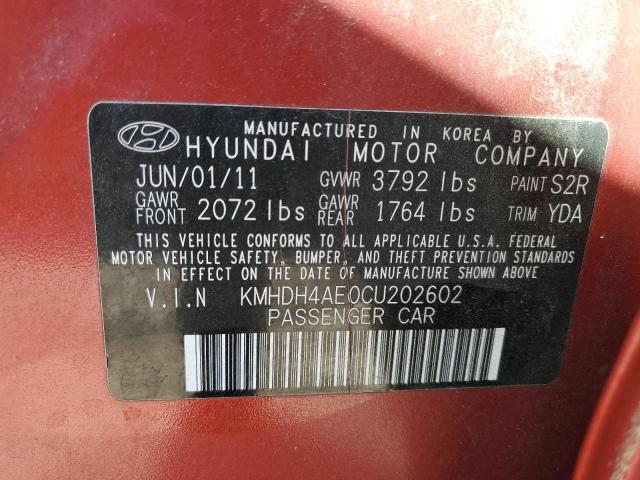 MANUFACTURED IN KOREA BY
HYUNDAI MOTOR COMPANY
JUN/01/11 GVWR 3792 lbs PAINT S2R
GAWR FRONT 2072 lbs GAWR REAR 1764 lbs TRIM YDA
THIS VEHICLE CONFORMS TO ALL APPLICABLE U.S.A. FEDERAL
MOTOR VEHICLE SAFETY, BUMPER, AND THEFT PREVENTION STANDARDS
IN EFFECT ON THE DATE OF MANUFACTURE SHOWN ABOVE
V.I.N KMHDH4AE0CU202602
PASSENGER CAR